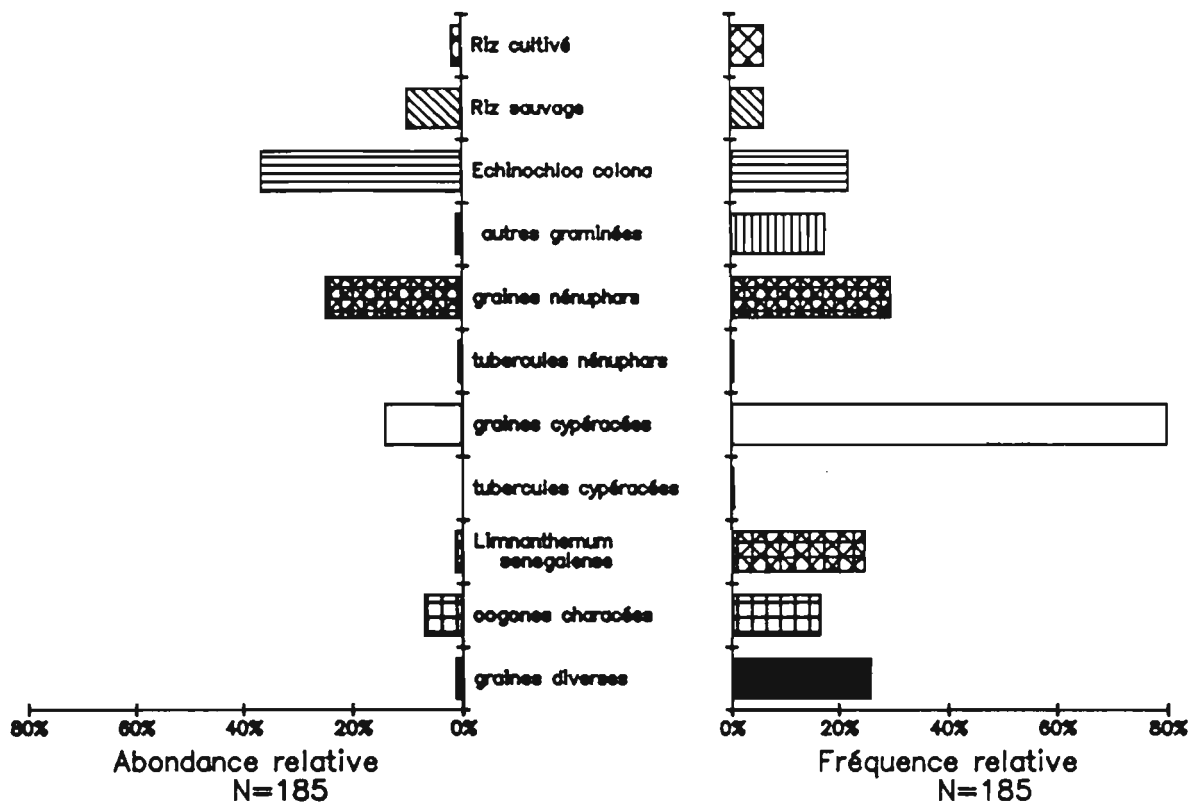 Riz cultivé
Riz sauvage
Echinochloa colona
autres graminées
graines nénuphars
tubercules nénuphars
graines cypéracées
tubercules cypéracées
Limnanthemum
senegalense
oogones characées
graines diverses
80% 60% 40% 20% 0%
Abondance relative
N=185
0% 20% 40% 60% 80%
Fréquence relative
N=185